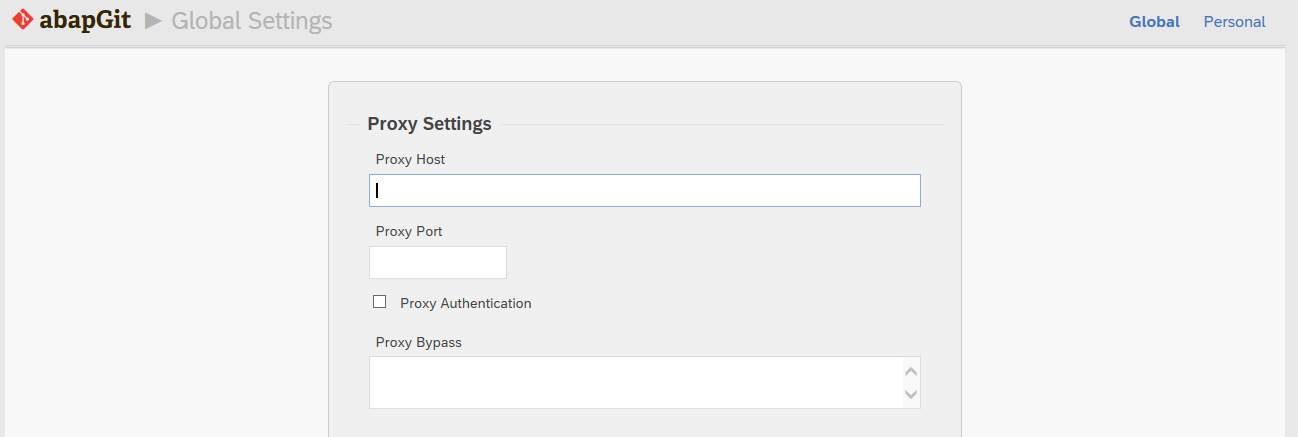 abapGit ▶ Global Settings Global Personal
Proxy Settings
Proxy Host
Proxy Port
Proxy Authentication
Proxy Bypass